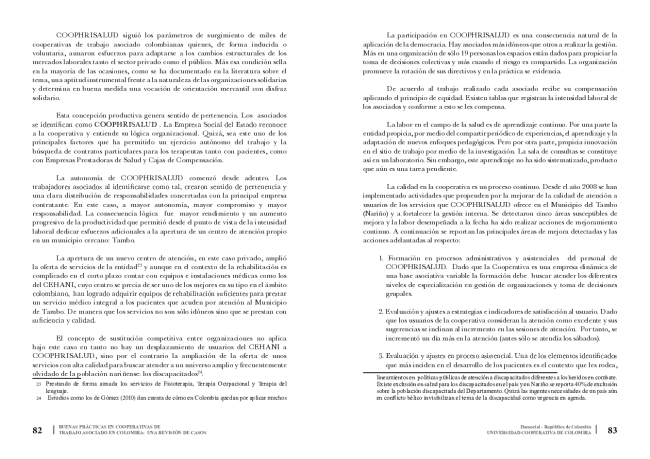 COOPHRISALUD siguió los parámetros de surgimiento de miles de
cooperativas de trabajo asociado colombianas quienes, de forma inducida o
voluntaria, aunaron esfuerzos para adaptarse a los cambios estructurales de los
mercados laborales tanto el sector privado como el público. Más esa condición sella
en la mayoría de las ocasiones, como se ha documentado en la literatura sobre el
tema, una aptitud instrumental frente a la naturaleza de las organizaciones solidarias
y determina en buena medida una vocación de orientación mercantil con disfraz
solidario.
Esta concepción productiva genera sentido de pertenencia. Los asociados
se identifican como COOPHRISALUD . La Empresa Social del Estado reconoce
a la cooperativa y entiende su lógica organizacional. Quizá, sea este uno de los
principales factores que ha permitido un ejercicio autónomo del trabajo y la
búsqueda de contratos particulares para los terapeutas tanto con pacientes, como
con Empresas Prestadoras de Salud y Cajas de Compensación.
La autonomía de COOPHRISALUD comenzó desde adentro. Los
trabajadores asociados al identificarse como tal, crearon sentido de pertenencia y
una clara distribución de responsabilidades concertadas con la principal empresa
contratante. En este caso, a mayor autonomía, mayor compromiso y mayor
responsabilidad. La consecuencia lógica fue mayor rendimiento y un aumento
progresivo de la productividad que permitió desde el punto de vista de la intensidad
laboral dedicar esfuerzos adicionales a la apertura de un centro de atención propio
en un municipio cercano: Tambo.
La apertura de un nuevo centro de atención, en este caso privado, amplió
la oferta de servicios de la entidad23 y aunque en el contexto de la rehabilitación es
complicado en el corto plazo contar con equipos e instalaciones médicas como los
del CEHANI, cuyo centro se precia de ser uno de los mejores en su tipo en el ámbito
colombiano, han logrado adquirir equipos de rehabilitación suficientes para prestar
un servicio médico integral a los pacientes que acuden por atención al Municipio
de Tambo. De manera que los servicios no son sólo idóneos sino que se prestan con
suficiencia y calidad.
El concepto de sustitución competitiva entre organizaciones no aplica
bajo este caso en tanto no hay un desplazamiento de usuarios del CEHANI a
COOPHRISALUD, sino por el contrario la ampliación de la oferta de unos
servicios con alta calidad para buscar atender a un universo amplio y frecuentemente
olvidado de la población nariñense: los discapacitados24.
23 Prestando de forma armada los servicios de Fisioterapia, Terapia Ocupacional y Terapia del
lenguaje.
24 Estudios como los de Gómez (2010) dan cuenta de cómo en Colombia quedan por aplicar muchos
82
BUENAS PRÁCTICAS EN COOPERATIVAS DE
TRABAJO ASOCIADO EN COLOMBIA: UNA REVISIÓN DE CASOS
La participación en COOPHRISALUD es una consecuencia natural de la
aplicación de la democracia. Hay asociados más idóneos que otros a realizar la gestión.
Más en una organización de sólo 19 personas los espacios están dados para propiciar la
toma de decisiones colectivas y más cuando el riesgo es compartido. La organización
promueve la rotación de sus directivos y en la práctica se evidencia.
De acuerdo al trabajo realizado cada asociado recibe su compensación
aplicando el principio de equidad. Existen tablas que registran la intensidad laboral de
los asociados y conforme a esto se les compensa.
La labor en el campo de la salud es de aprendizaje continuo. Por una parte la
entidad propicia, por medio del compartir periódico de experiencias, el aprendizaje y la
adaptación de nuevos enfoques pedagógicos. Pero por otra parte, propicia innovación
en el sitio de trabajo por medio de la investigación. La sala de consultas se constituye
así en un laboratorio. Sin embargo, este aprendizaje no ha sido sistematizado, producto
que aún es una tarea pendiente.
La calidad en la cooperativa es un proceso continuo. Desde el año 2008 se han
implementado actividades que propenden por la mejorar de la calidad de atención a
usuarios de los servicios que COOPHRISALUD ofrece en el Municipio del Tambo
(Nariño) y a fortalecer la gestión interna. Se detectaron cinco áreas susceptibles de
mejora y la labor desempeñada a la fecha ha sido realizar acciones de mejoramiento
continuo. A continuación se reportan las principales áreas de mejora detectadas y las
acciones adelantadas al respecto:
1. Formación en procesos administrativos y asistenciales del personal de
COOPHRISALUD. Dado que la Cooperativa es una empresa dinámica de
una base asociativa variable la formación debe buscar atender los diferentes
niveles de especialización en gestión de organizaciones y toma de decisiones
grupales.
2. Evaluación y ajustes a estrategias e indicadores de satisfacción al usuario. Dado
que los usuarios de la cooperativa consideran la atención como excelente y sus
sugerencias se indinan al incremento en las sesiones de atención. Por tanto, se
incrementó un día más en la atención (antes sólo se atendía los sábados).
3. Evaluación y ajustes en proceso asistencial. Una de los elementos identificados
que más inciden en el desarrollo de los pacientes es el contexto que les rodea,
lineamientos en políticas públicas de atención a discapacitados diferentes a los heridos en combate.
Existe exclusión en salud para los discapacitados en el país y en Nariño se reporta 40% de exclusión
sobre la población discapacitada del Departamento. Quizá las ingentes necesidades de un país aún
en conflicto bélico invisibilizan el tema de la discapacidad como urgencia en agenda.
Dansocial - República de Colombia
UNIVERSIDAD COOPERATIVA DE COLOMBIA
83